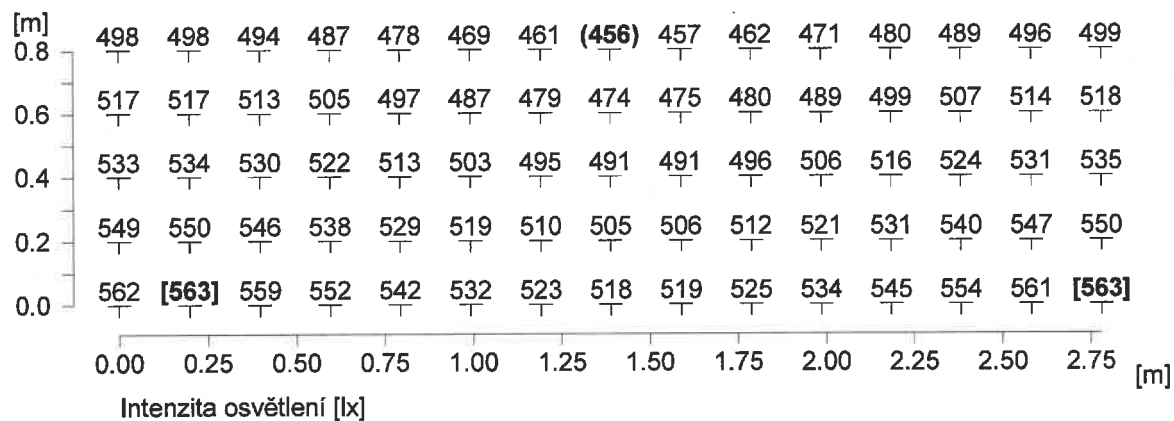 [m]
0.8 498 498 494 487 478 469 461 (456) 457 462 471 480 489 496 499
0.6 517 517 513 505 497 487 479 474 475 480 489 499 507 514 518
0.4 533 534 530 522 513 503 495 491 491 496 506 516 524 531 535
0.2 549 550 546 538 529 519 510 505 506 512 521 531 540 547 550
0.0 562 [563] 559 552 542 532 523 518 519 525 534 545 554 561 [563]
0.00 0.25 0.50 0.75 1.00 1.25 1.50 1.75 2.00 2.25 2.50 2.75 [m]
Intenzita osvětlení [lx]